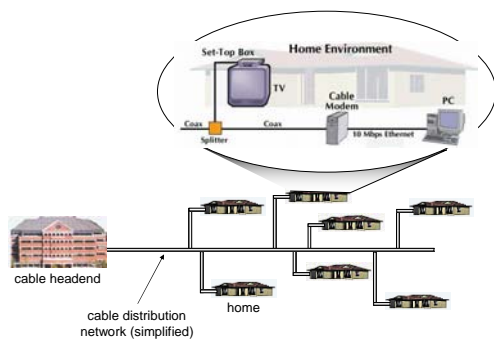 Home Environment
Set-Top Box
TV
Cable
Modem
PC
Coax
Coax
10 Mbps Ethernet
Splitter
cable headend
home
cable distribution
network (simplified)